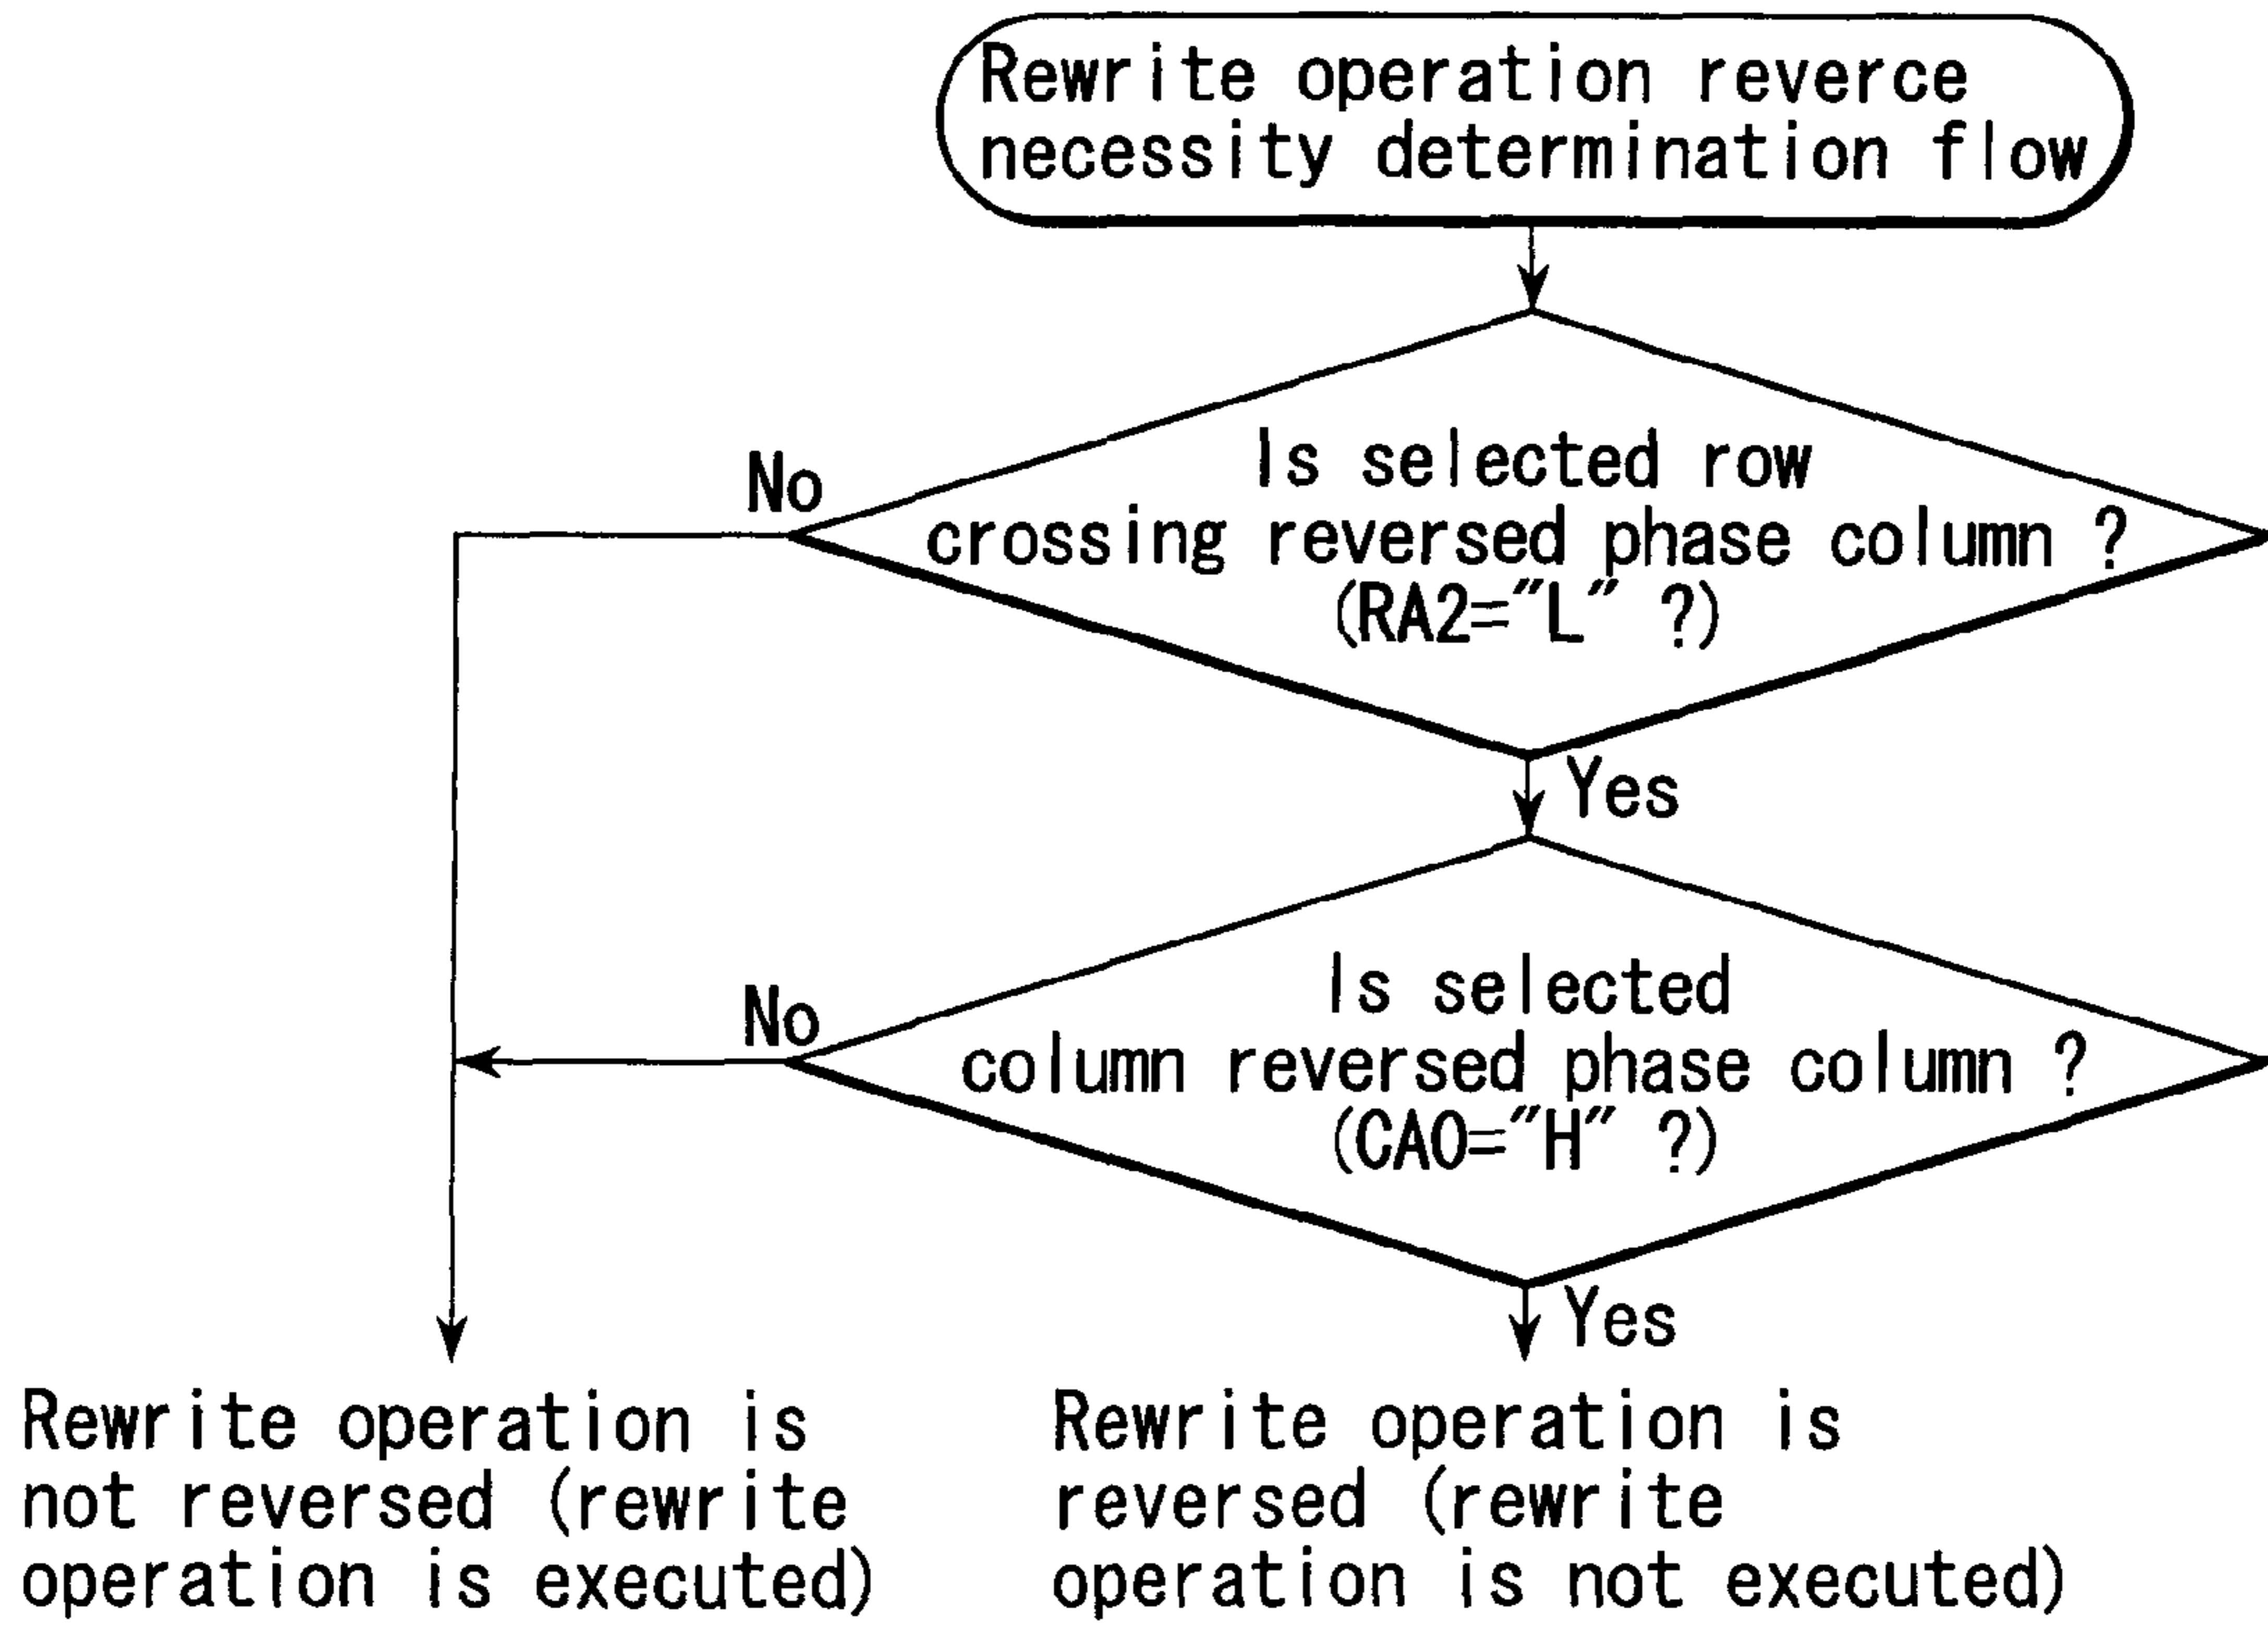 Rewrite operation reverce
necessity determination flow
Is selected row
crossing reversed phase column ?
(RA2="L" ?)
No
Yes
Is selected
column reversed phase column ?
(CA0="H" ?)
No
Yes
Rewrite operation is
not reversed (rewrite
operation is executed)
Rewrite operation is
reversed (rewrite
operation is not executed)